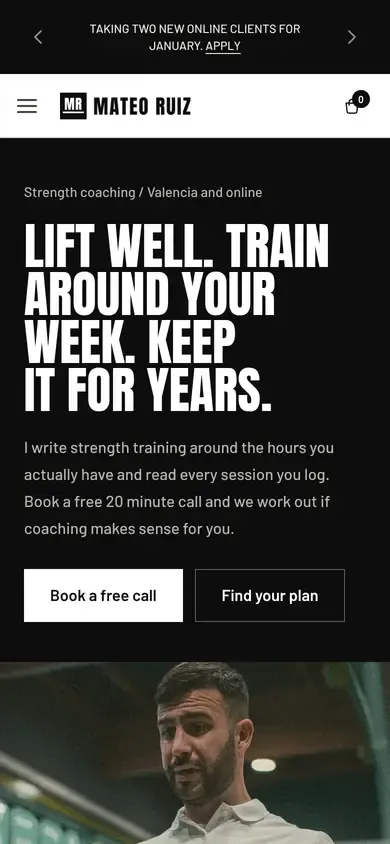 TAKING TWO NEW ONLINE CLIENTS FOR
JANUARY. APPLY
MR MATEO RUIZ
0
Strength coaching / Valencia and online
LIFT WELL. TRAIN
AROUND YOUR
WEEK. KEEP
IT FOR YEARS.
I write strength training around the hours you
actually have and read every session you log.
Book a free 20 minute call and we work out if
coaching makes sense for you.
Book a free call
Find your plan